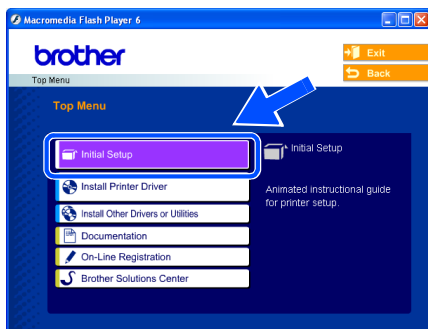 Macromedia Flash Player 6
brother
Exit
Back
Top Menu
Top Menu
Initial Setup
Install Printer Driver
Install Other Drivers or Utilities
Documentation
On-Line Registration
Brother Solutions Center
Initial Setup
Animated instructional guide
for printer setup.